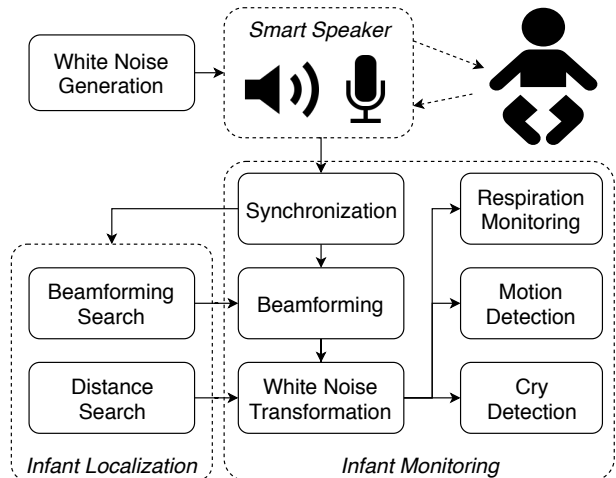 Smart Speaker
White Noise
Generation
Synchronization
Respiration
Monitoring
Beamforming
Search
Beamforming
Motion
Detection
Distance
Search
White Noise
Transformation
Cry
Detection
Infant Localization
Infant Monitoring